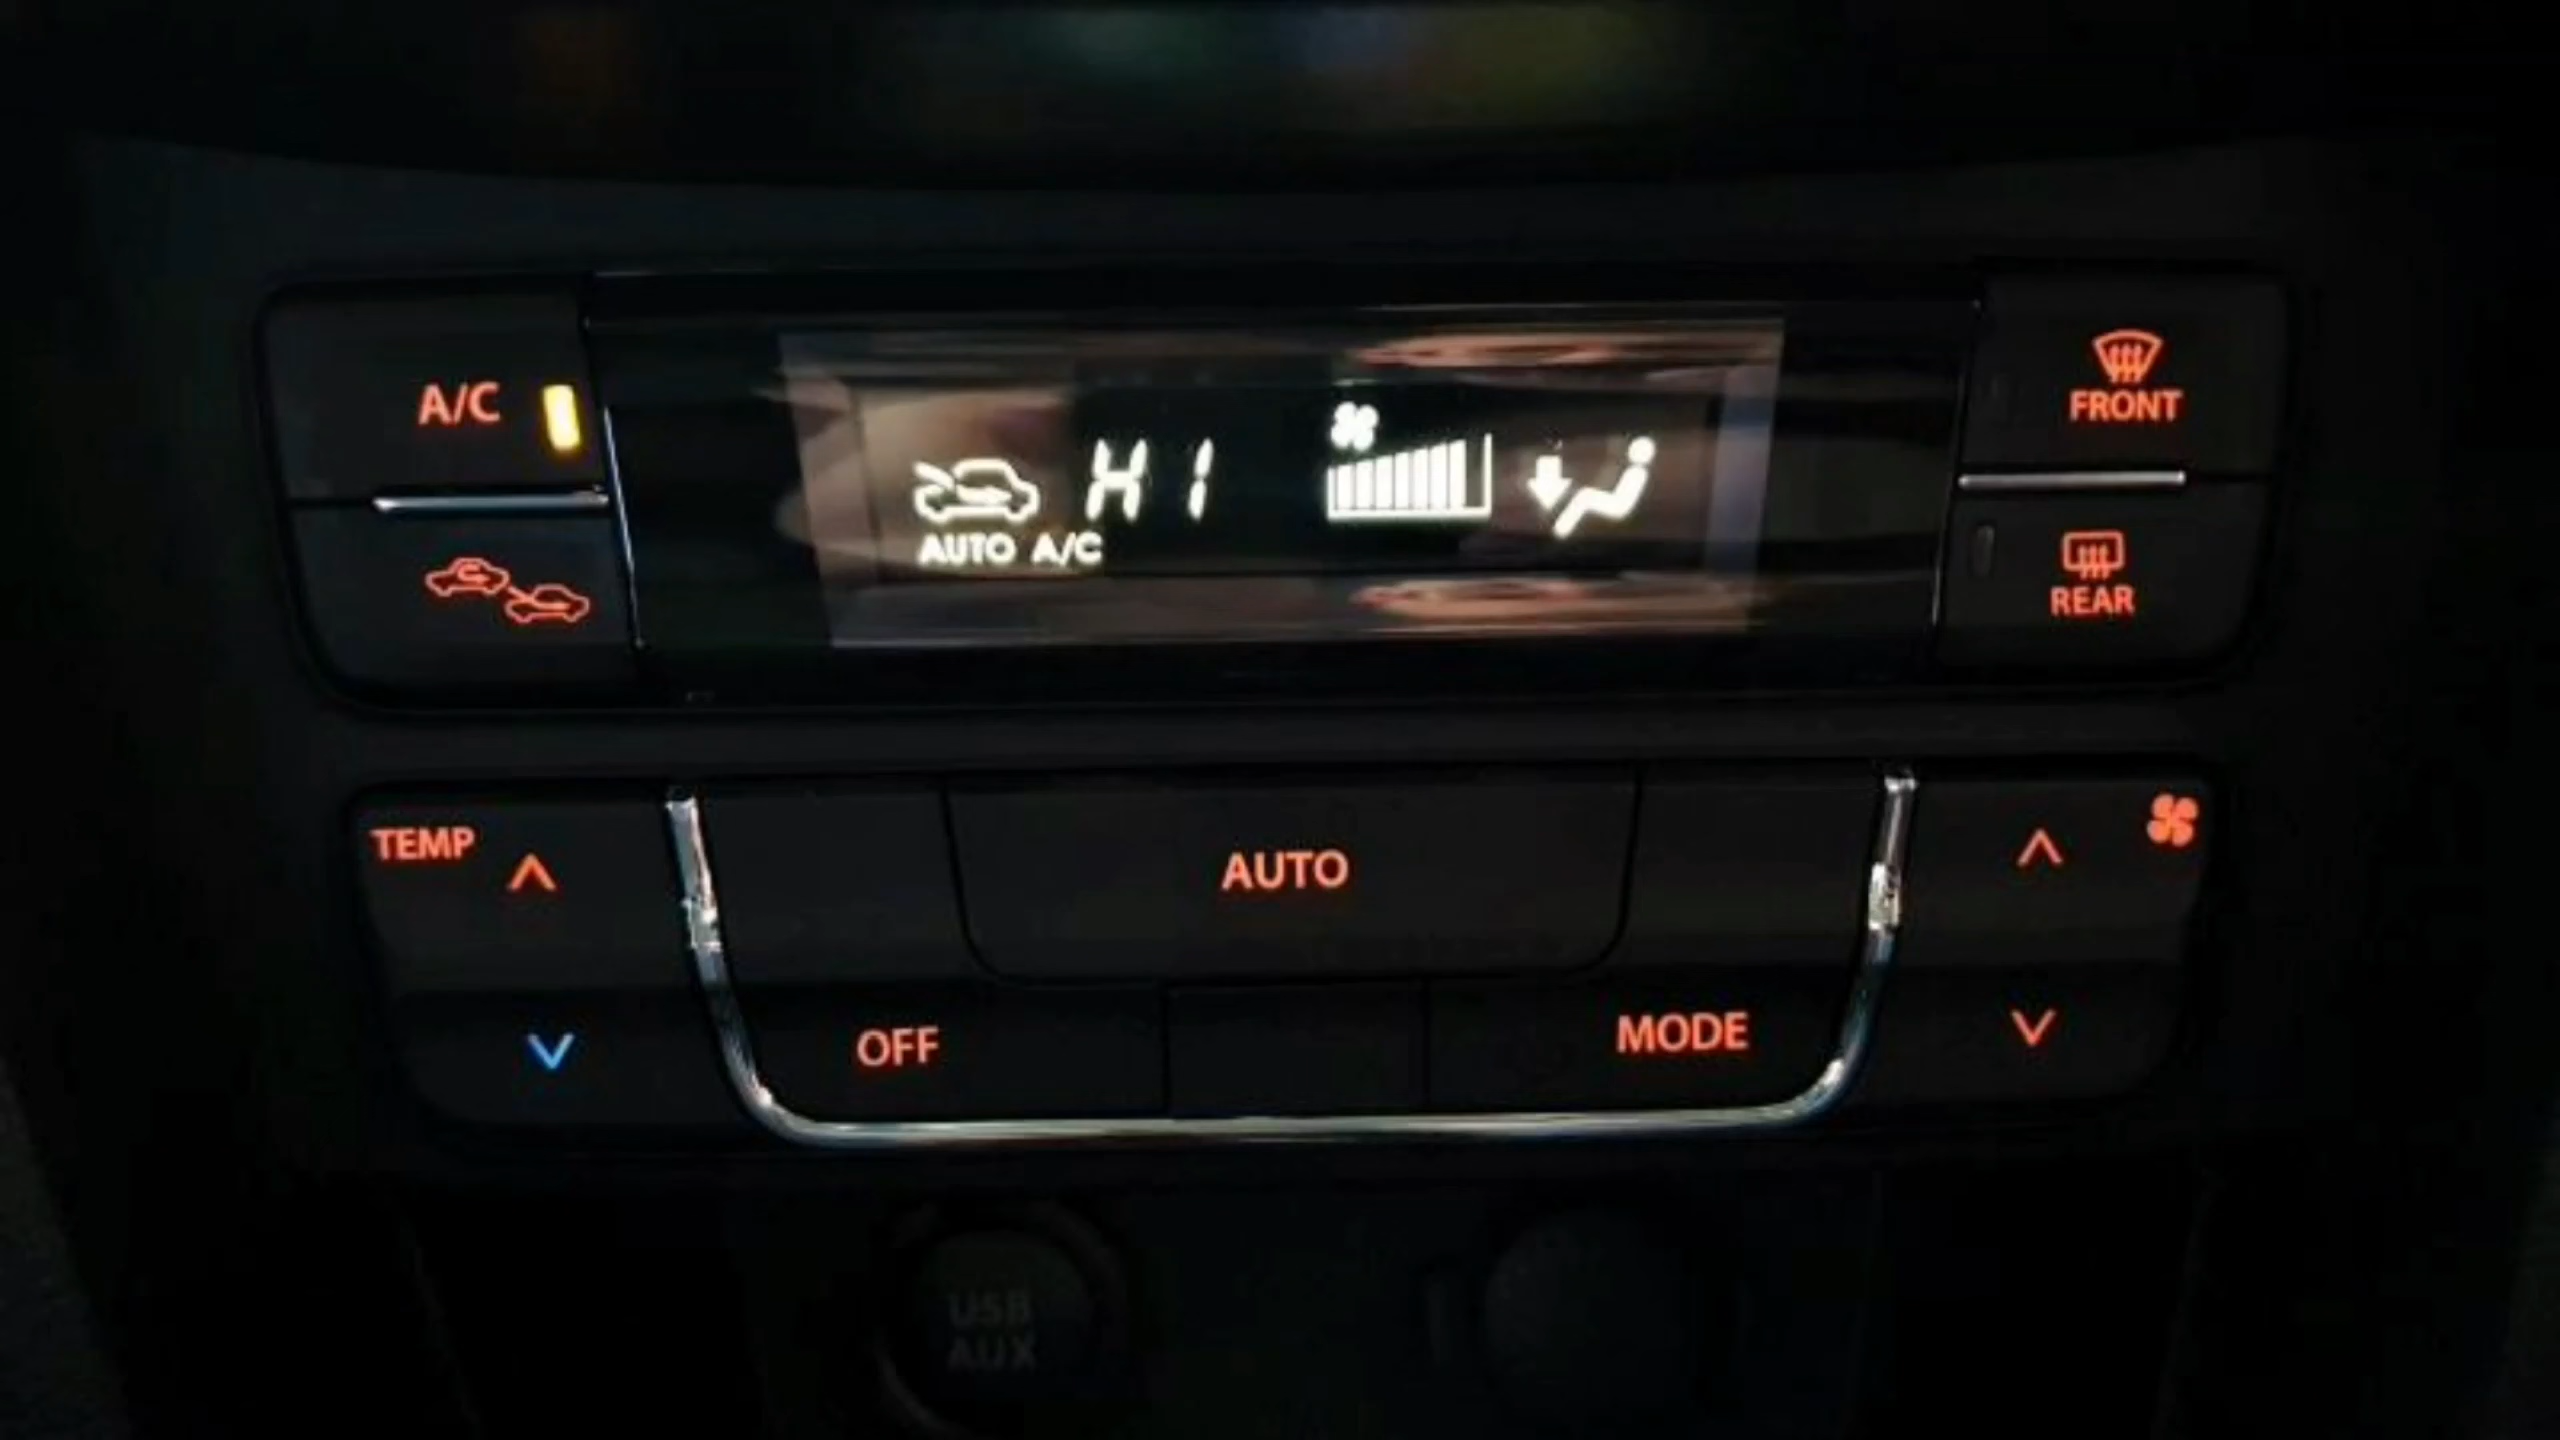 A/C
HI
AUTO A/C
FRONT
REAR
TEMP
AUTO
OFF
MODE
USB
AUX